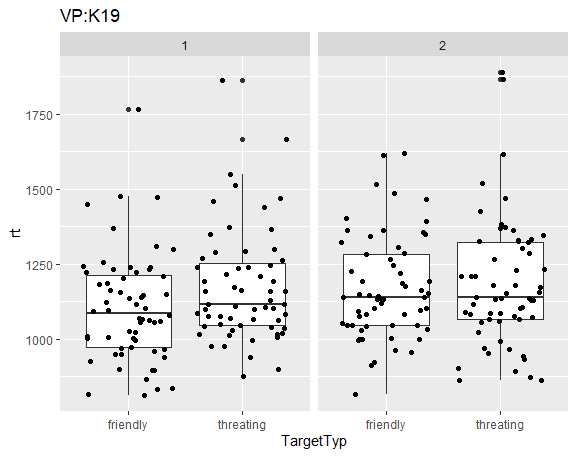 VP:K19
1 2
1750
1500
1250
1000
rt
friendly threating friendly threating
TargetTyp